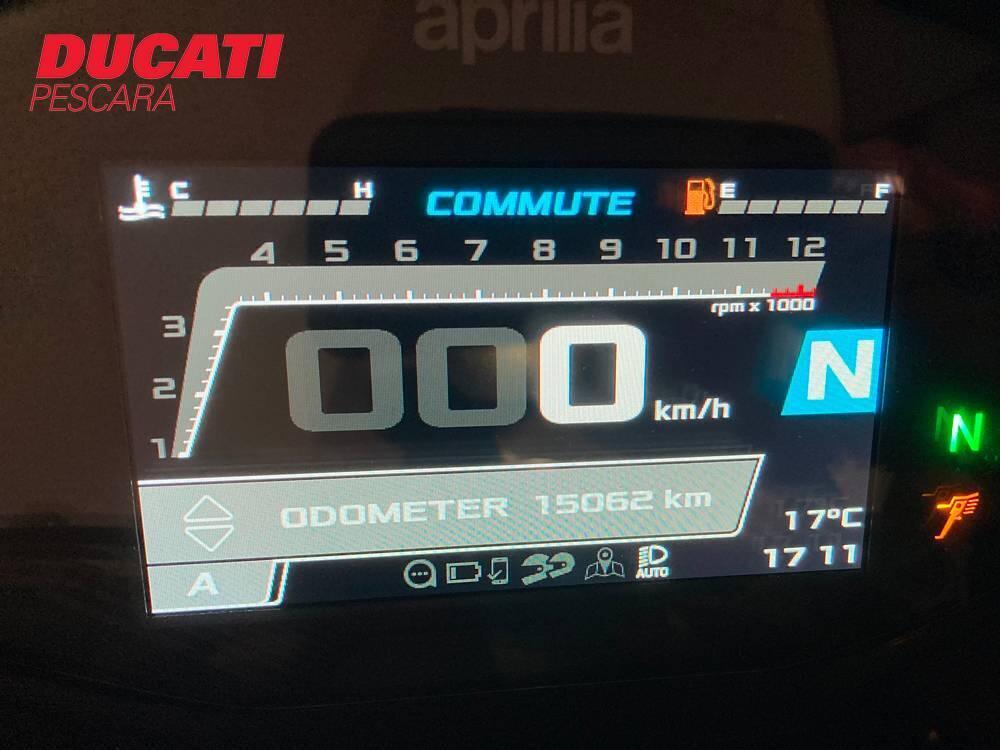 aprilia
DUCATI
PESCARA
C H COMMUTE E F
4 5 6 7 8 9 10 11 12
rpm x 1000
3
2
1
000 km/h
N
N
ODOMETER 15062 km
17°C
17 11
A
AUTO